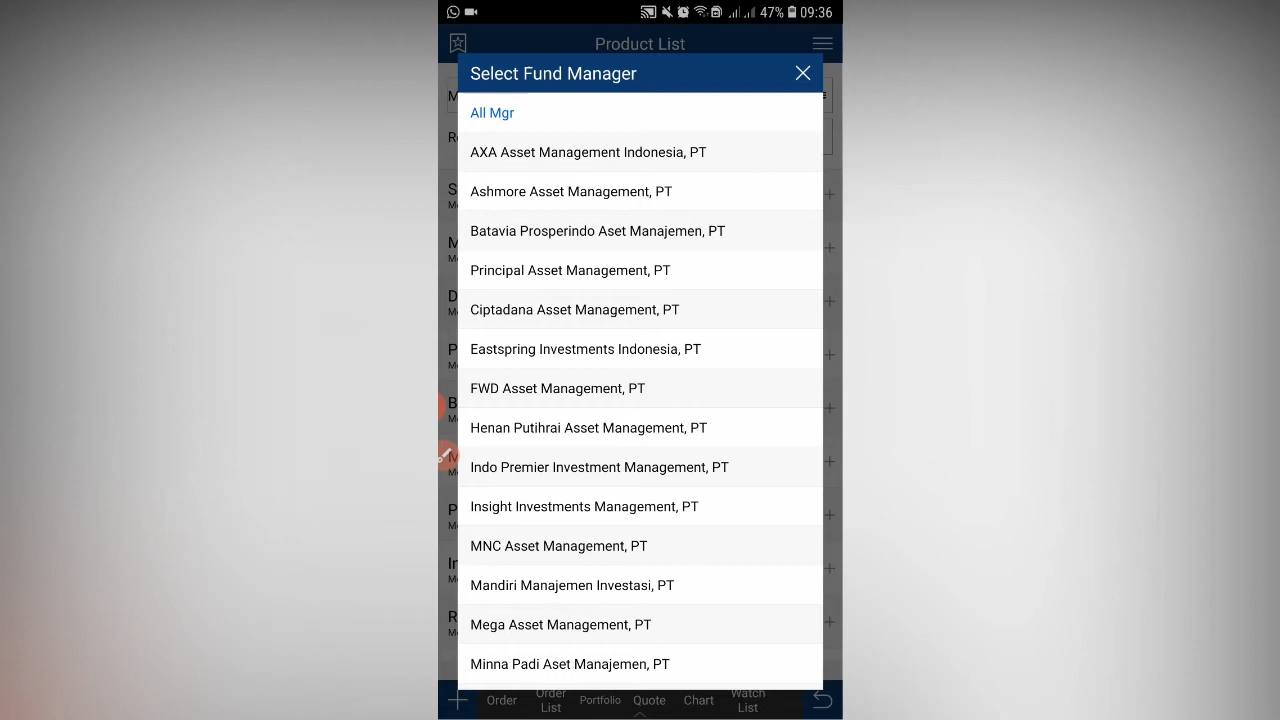 47% 09:36
Product List
Select Fund Manager
All Mgr
AXA Asset Management Indonesia, PT
Ashmore Asset Management, PT
Batavia Prosperindo Aset Manajemen, PT
Principal Asset Management, PT
Ciptadana Asset Management, PT
Eastspring Investments Indonesia, PT
FWD Asset Management, PT
Henan Putihrai Asset Management, PT
Indo Premier Investment Management, PT
Insight Investments Management, PT
MNC Asset Management, PT
Mandiri Manajemen Investasi, PT
Mega Asset Management, PT
Minna Padi Aset Manajemen, PT
Order
Order List
Portfolio
Quote
Chart
Watch List